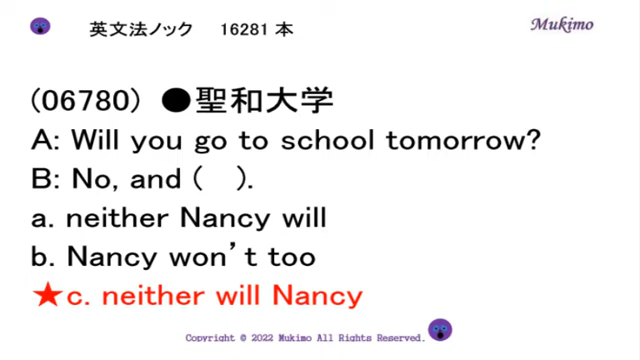 英文法ノック 16281 本
Mukimo
(06780) ●聖和大学
A: Will you go to school tomorrow?
B: No, and ( ).
a. neither Nancy will
b. Nancy won’t too
★c. neither will Nancy
Copyright © 2022 Mukimo All Rights Reserved.